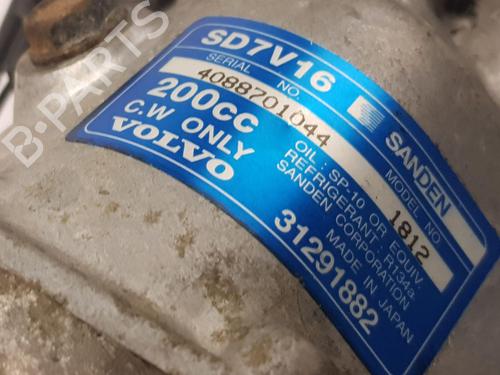 SD7V16
SANDEN
SERIAL NO.
4088701044
MODEL NO
1812
200CC
C.W ONLY
VOLVO
OIL : SP-10 OR EQUIV.
REFRIGERANT : R134a.
SANDEN CORPORATION
MADE IN JAPAN
31291882
B-PARTS